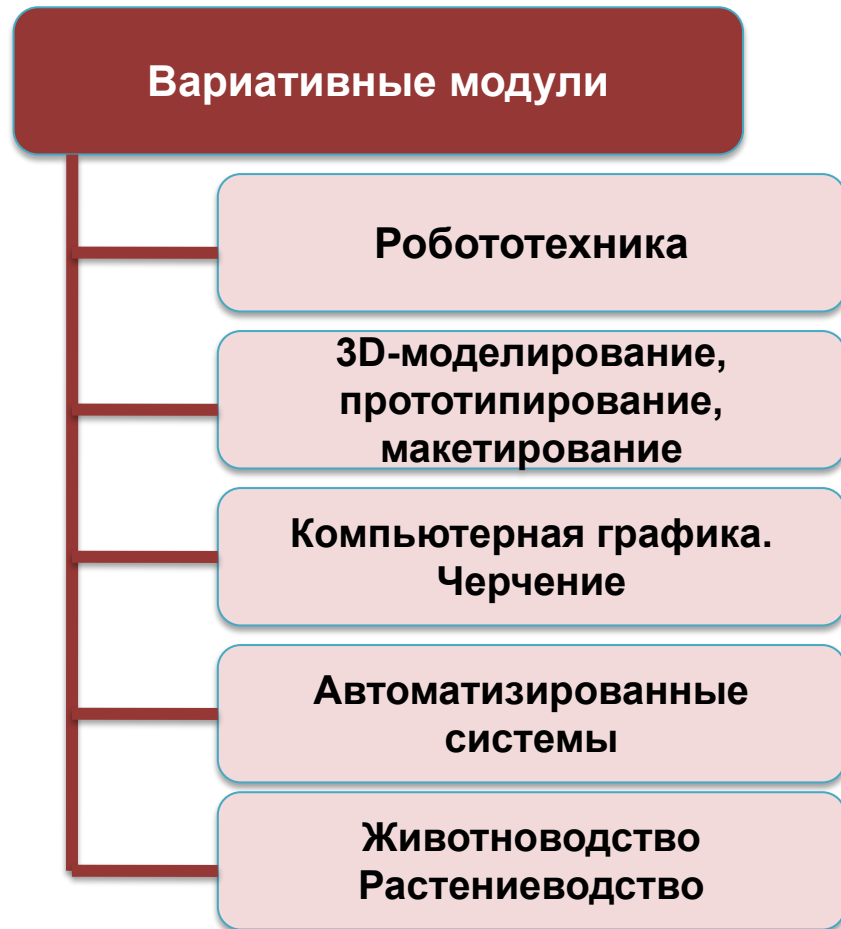 Вариативные модули
Робототехника
3D-моделирование,
прототипирование,
макетирование
Компьютерная графика.
Черчение
Автоматизированные
системы
Животноводство
Растениеводство